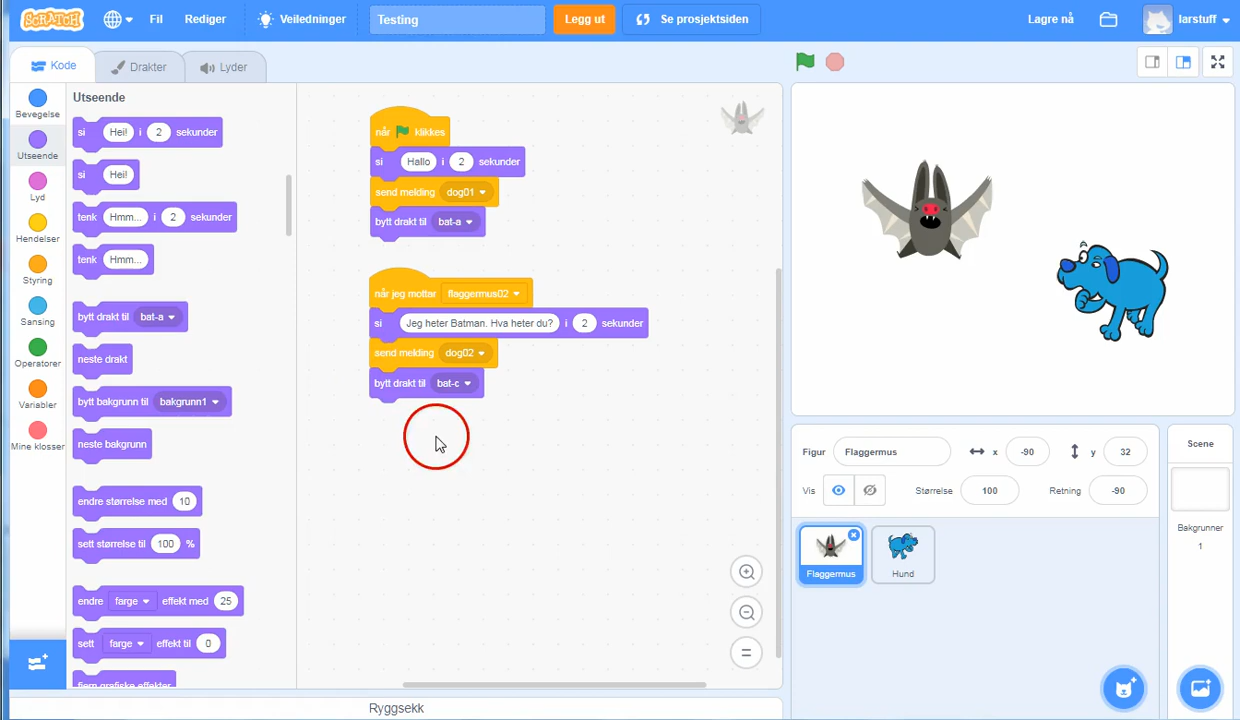 SCRATCH Fil Rediger Veiledninger Testing Legg ut Se prosjektsiden Lagre nå larstuff
Kode Drakter Lyder
Bevegelse
Utseende
Lyd
Hendelser
Styring
Sansing
Operatorer
Variabler
Mine klosser
Utseende
si Hei! i 2 sekunder
si Hei!
tenk Hmm... i 2 sekunder
tenk Hmm...
bytt drakt til bat-a
neste drakt
bytt bakgrunn til bakgrunn1
neste bakgrunn
endre størrelse med 10
sett størrelse til 100 %
endre farge effekt med 25
sett farge effekt til 0
fjern grafiske effekter
når klikkes
si Hallo i 2 sekunder
send melding dog01
bytt drakt til bat-a
når jeg mottar flaggermus02
si Jeg heter Batman. Hva heter du? i 2 sekunder
send melding dog02
bytt drakt til bat-c
Ryggsekk
Figur Flaggermus x -90 y 32
Vis Størrelse 100 Retning -90
Flaggermus
Hund
Scene
Bakgrunner
1